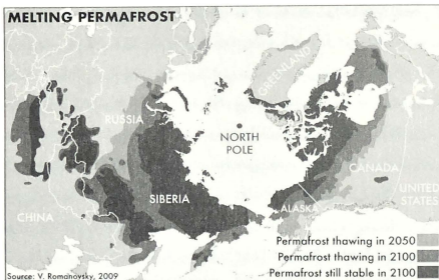 MELTING PERMAFROST
GREENLAND
RUSSIA
NORTH
POLE
CANADA
SIBERIA
UNITED
STATES
ALASKA
CHINA
Permafrost thawing in 2050
Permafrost thawing in 2100
Source: V. Romanovsky, 2009
Permafrost still stable in 2100